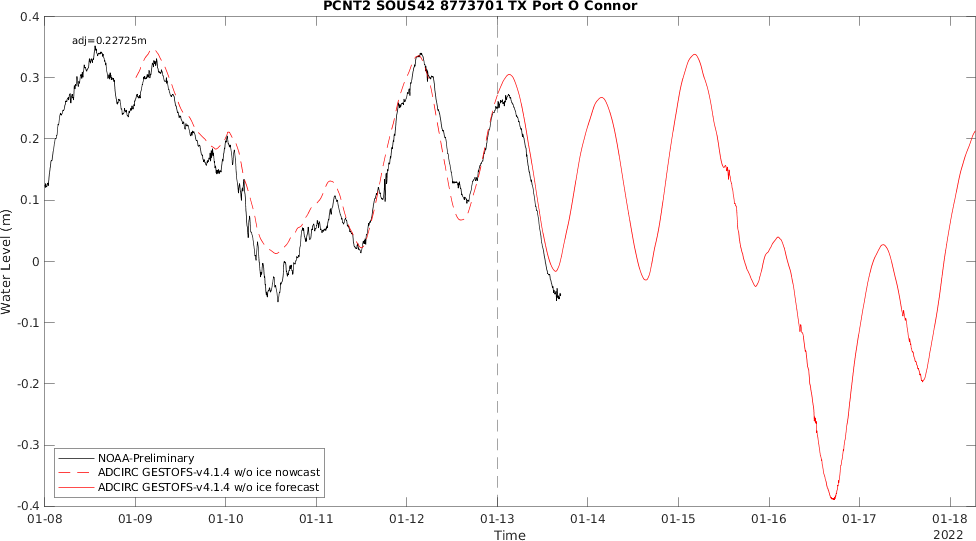 PCNT2 SOUS42 8773701 TX Port O Connor
adj=0.22725m
0.4
0.3
0.2
0.1
0
-0.1
-0.2
-0.3
-0.4
Water Level (m)
NOAA-Preliminary
ADCIRC GESTOFS-v4.1.4 w/o ice nowcast
ADCIRC GESTOFS-v4.1.4 w/o ice forecast
01-08 01-09 01-10 01-11 01-12 01-13 01-14 01-15 01-16 01-17 01-18
Time 2022